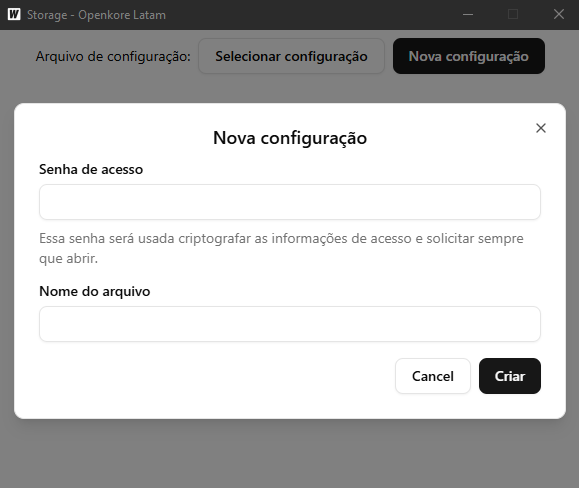 W Storage - Openkore Latam
Arquivo de configuração: Selecionar configuração Nova configuração
Nova configuração
Senha de acesso
Essa senha será usada criptografar as informações de acesso e solicitar sempre
que abrir.
Nome do arquivo
Cancel Criar